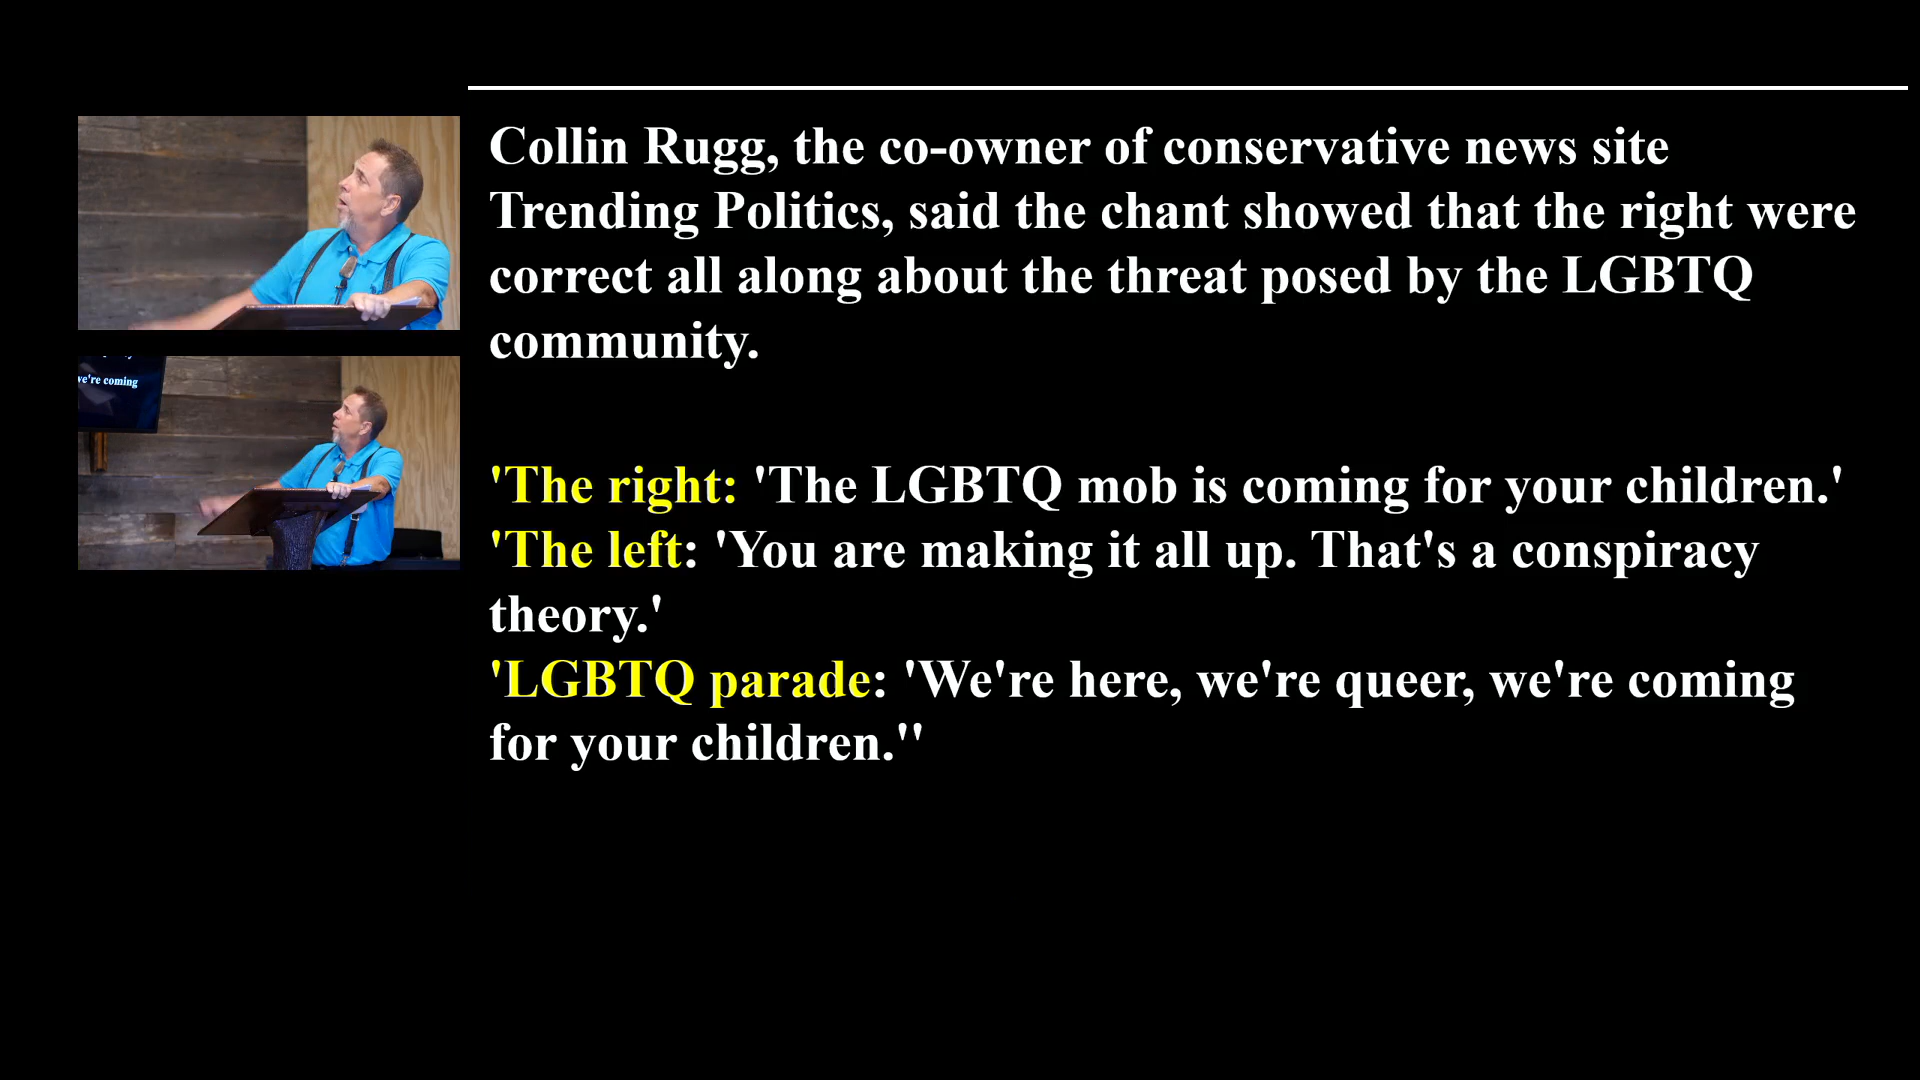 Collin Rugg, the co-owner of conservative news site
Trending Politics, said the chant showed that the right were
correct all along about the threat posed by the LGBTQ
community.
'The right: 'The LGBTQ mob is coming for your children.'
'The left: 'You are making it all up. That's a conspiracy
theory.'
'LGBTQ parade: 'We're here, we're queer, we're coming
for your children.''
we're coming